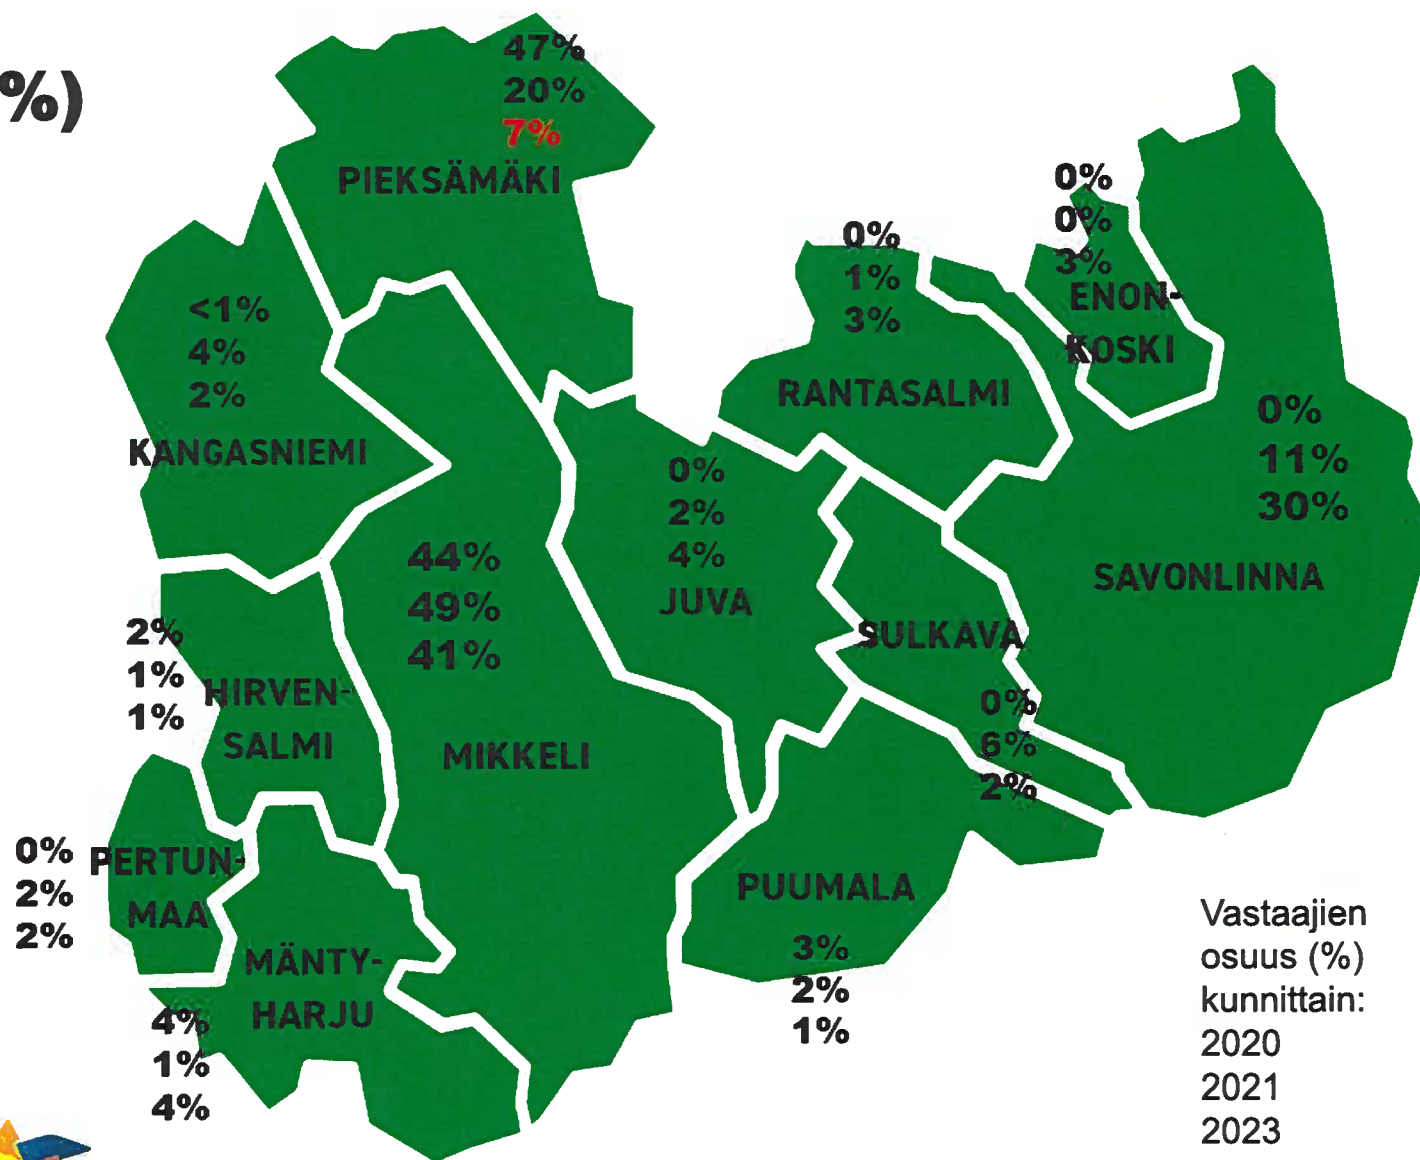 %)
47%
20%
7%
PIEKSÄMÄKI
0%
0%
3%
ENON-
KOSKI
0%
1%
3%
RANTASALMI
<1%
4%
2%
KANGASNIEMI
0%
11%
30%
SAVONLINNA
0%
2%
4%
JUVA
44%
49%
41%
MIKKELI
SULKAVA
0%
6%
2%
2%
1%
1%
HIRVEN-
SALMI
0%
2%
2%
PERTUN-
MAA
PUUMALA
3%
2%
1%
MÄNTY-
HARJU
4%
1%
4%
Vastaajien
osuus (%)
kunnittain:
2020
2021
2023